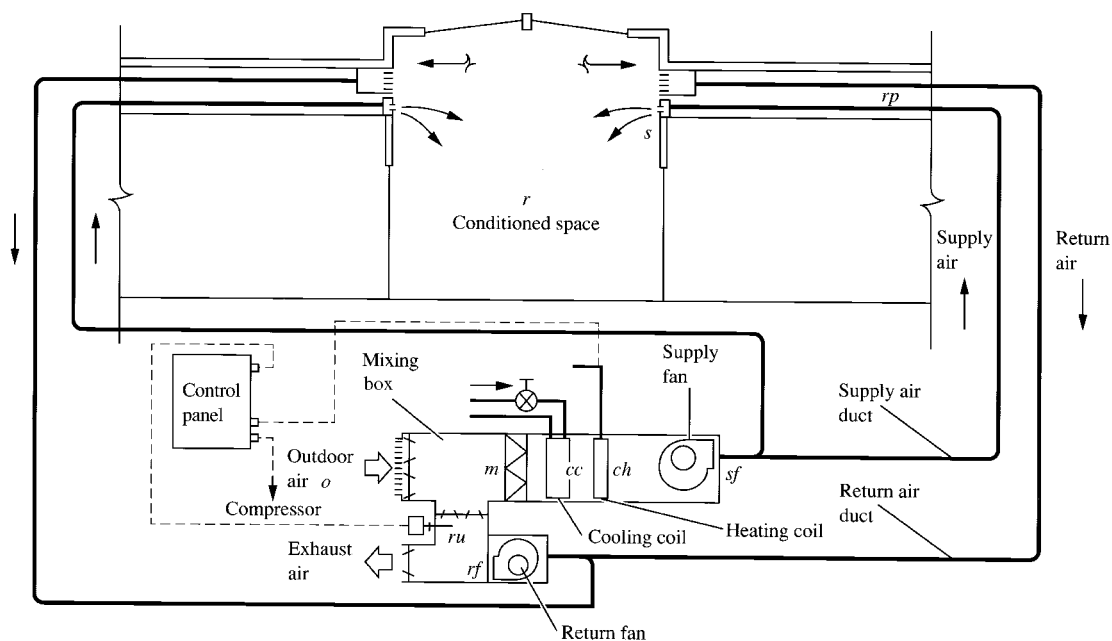 rp
s
r
Conditioned space
Supply
air
Return
air
Supply
fan
Mixing
box
Control
panel
Supply air
duct
Outdoor
air o
m
cc
ch
sf
Return air
duct
Compressor
Cooling coil
Heating coil
ru
Exhaust
air
rf
Return fan